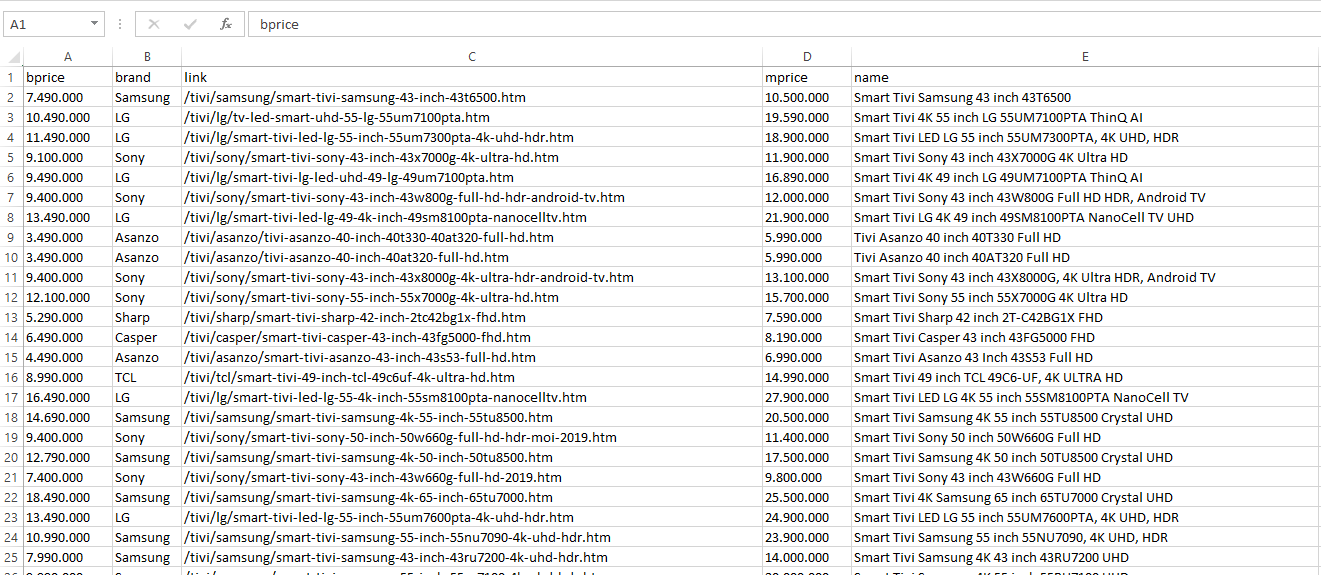 A1 fx bprice
A B C D E
1 bprice brand link mprice name
2 7.490.000 Samsung /tivi/samsung/smart-tivi-samsung-43-inch-43t6500.htm 10.500.000 Smart Tivi Samsung 43 inch 43T6500
3 10.490.000 LG /tivi/lg/tv-led-smart-uhd-55-lg-55um7100pta.htm 19.590.000 Smart Tivi 4K 55 inch LG 55UM7100PTA ThinQ AI
4 11.490.000 LG /tivi/lg/smart-tivi-led-lg-55-inch-55um7300pta-4k-uhd-hdr.htm 18.900.000 Smart Tivi LED LG 55 inch 55UM7300PTA, 4K UHD, HDR
5 9.100.000 Sony /tivi/sony/smart-tivi-sony-43-inch-43x7000g-4k-ultra-hd.htm 11.900.000 Smart Tivi Sony 43 inch 43X7000G 4K Ultra HD
6 9.490.000 LG /tivi/lg/smart-tivi-lg-led-uhd-49-lg-49um7100pta.htm 16.890.000 Smart Tivi 4K 49 inch LG 49UM7100PTA ThinQ AI
7 9.400.000 Sony /tivi/sony/smart-tivi-sony-43-inch-43w800g-full-hd-hdr-android-tv.htm 12.000.000 Smart Tivi Sony 43 inch 43W800G Full HD HDR, Android TV
8 13.490.000 LG /tivi/lg/smart-tivi-led-lg-49-4k-inch-49sm8100pta-nanocelltv.htm 21.900.000 Smart Tivi LG 4K 49 inch 49SM8100PTA NanoCell TV UHD
9 3.490.000 Asanzo /tivi/asanzo/tivi-asanzo-40-inch-40t330-40at320-full-hd.htm 5.990.000 Tivi Asanzo 40 inch 40T330 Full HD
10 3.490.000 Asanzo /tivi/asanzo/tivi-asanzo-40-inch-40at320-full-hd.htm 5.990.000 Tivi Asanzo 40 inch 40AT320 Full HD
11 9.400.000 Sony /tivi/sony/smart-tivi-sony-43-inch-43x8000g-4k-ultra-hdr-android-tv.htm 13.100.000 Smart Tivi Sony 43 inch 43X8000G, 4K Ultra HDR, Android TV
12 12.100.000 Sony /tivi/sony/smart-tivi-sony-55-inch-55x7000g-4k-ultra-hd.htm 15.700.000 Smart Tivi Sony 55 inch 55X7000G 4K Ultra HD
13 5.290.000 Sharp /tivi/sharp/smart-tivi-sharp-42-inch-2tc42bg1x-fhd.htm 7.590.000 Smart Tivi Sharp 42 inch 2T-C42BG1X FHD
14 6.490.000 Casper /tivi/casper/smart-tivi-casper-43-inch-43fg5000-fhd.htm 8.190.000 Smart Tivi Casper 43 inch 43FG5000 FHD
15 4.490.000 Asanzo /tivi/asanzo/smart-tivi-asanzo-43-inch-43s53-full-hd.htm 6.990.000 Smart Tivi Asanzo 43 Inch 43S53 Full HD
16 8.990.000 TCL /tivi/tcl/smart-tivi-49-inch-tcl-49c6uf-4k-ultra-hd.htm 14.990.000 Smart Tivi 49 inch TCL 49C6-UF, 4K ULTRA HD
17 16.490.000 LG /tivi/lg/smart-tivi-led-lg-55-4k-inch-55sm8100pta-nanocelltv.htm 27.900.000 Smart Tivi LED LG 4K 55 inch 55SM8100PTA NanoCell TV
18 14.690.000 Samsung /tivi/samsung/smart-tivi-samsung-4k-55-inch-55tu8500.htm 20.500.000 Smart Tivi Samsung 4K 55 inch 55TU8500 Crystal UHD
19 9.400.000 Sony /tivi/sony/smart-tivi-sony-50-inch-50w660g-full-hd-hdr-moi-2019.htm 11.400.000 Smart Tivi Sony 50 inch 50W660G Full HD
20 12.790.000 Samsung /tivi/samsung/smart-tivi-samsung-4k-50-inch-50tu8500.htm 17.500.000 Smart Tivi Samsung 4K 50 inch 50TU8500 Crystal UHD
21 7.400.000 Sony /tivi/sony/smart-tivi-sony-43-inch-43w660g-full-hd-2019.htm 9.800.000 Smart Tivi Sony 43 inch 43W660G Full HD
22 18.490.000 Samsung /tivi/samsung/smart-tivi-samsung-4k-65-inch-65tu7000.htm 25.500.000 Smart Tivi 4K Samsung 65 inch 65TU7000 Crystal UHD
23 13.490.000 LG /tivi/lg/smart-tivi-led-lg-55-inch-55um7600pta-4k-uhd-hdr.htm 24.900.000 Smart Tivi LED LG 55 inch 55UM7600PTA, 4K UHD, HDR
24 10.990.000 Samsung /tivi/samsung/smart-tivi-samsung-55-inch-55nu7090-4k-uhd-hdr.htm 23.900.000 Smart Tivi Samsung 55 inch 55NU7090, 4K UHD, HDR
25 7.990.000 Samsung /tivi/samsung/smart-tivi-samsung-43-inch-43ru7200-4k-uhd-hdr.htm 14.000.000 Smart Tivi Samsung 4K 43 inch 43RU7200 UHD